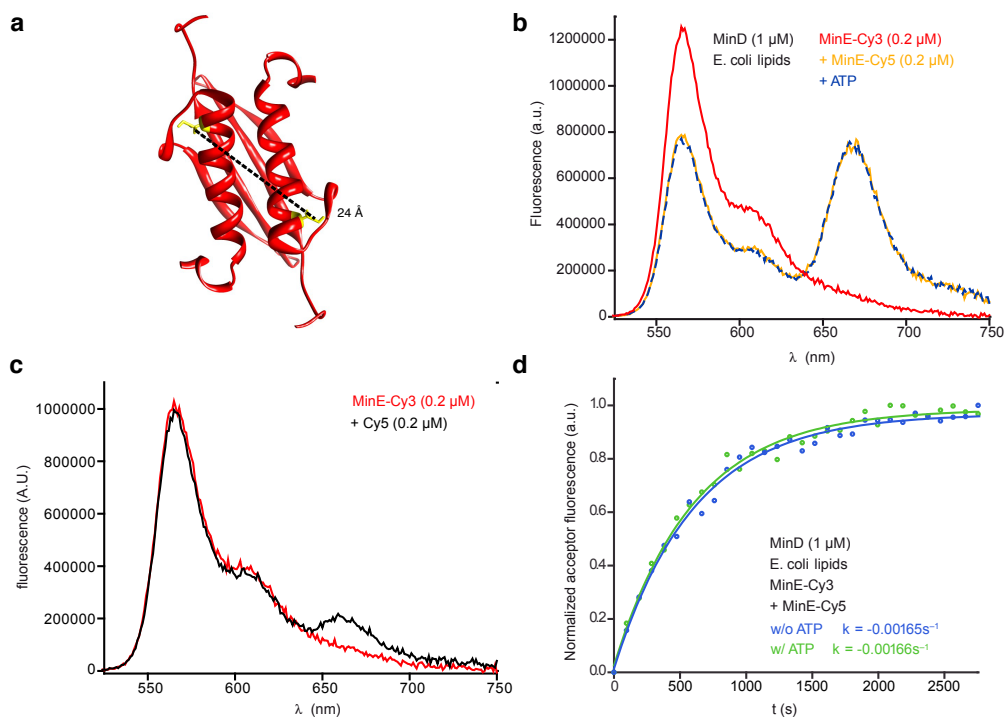 a
24 Å
b
Fluorescence (a.u.)
1200000
1000000
800000
600000
400000
200000
0
550
600
650
700
750
λ (nm)
MinD (1 µM)
E. coli lipids
MinE-Cy3 (0.2 µM)
+ MinE-Cy5 (0.2 µM)
+ ATP
c
fluorescence (A.U.)
1000000
800000
600000
400000
200000
0
550
600
650
700
750
λ (nm)
MinE-Cy3 (0.2 µM)
+ Cy5 (0.2 µM)
d
Normalized acceptor fluorescence (a.u.)
1.0
0.8
0.6
0.4
0.2
0.0
0
500
1000
1500
2000
2500
t (s)
MinD (1 µM)
E. coli lipids
MinE-Cy3
+ MinE-Cy5
w/o ATP k = -0.00165s⁻¹
w/ ATP k = -0.00166s⁻¹